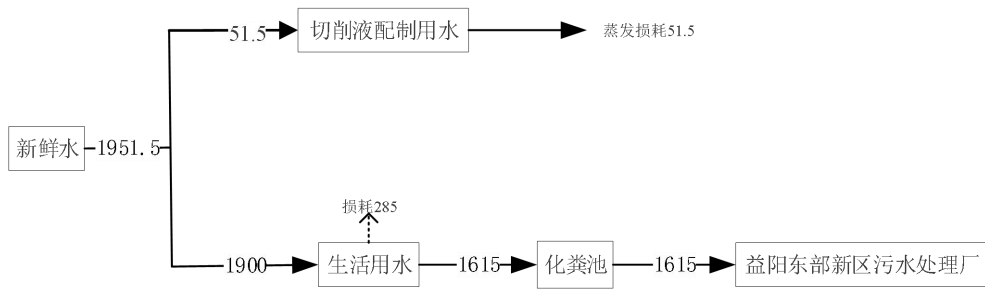 51.5
切削液配制用水
蒸发损耗51.5
新鲜水
1951.5
损耗285
1900
生活用水
1615
化粪池
1615
益阳东部新区污水处理厂